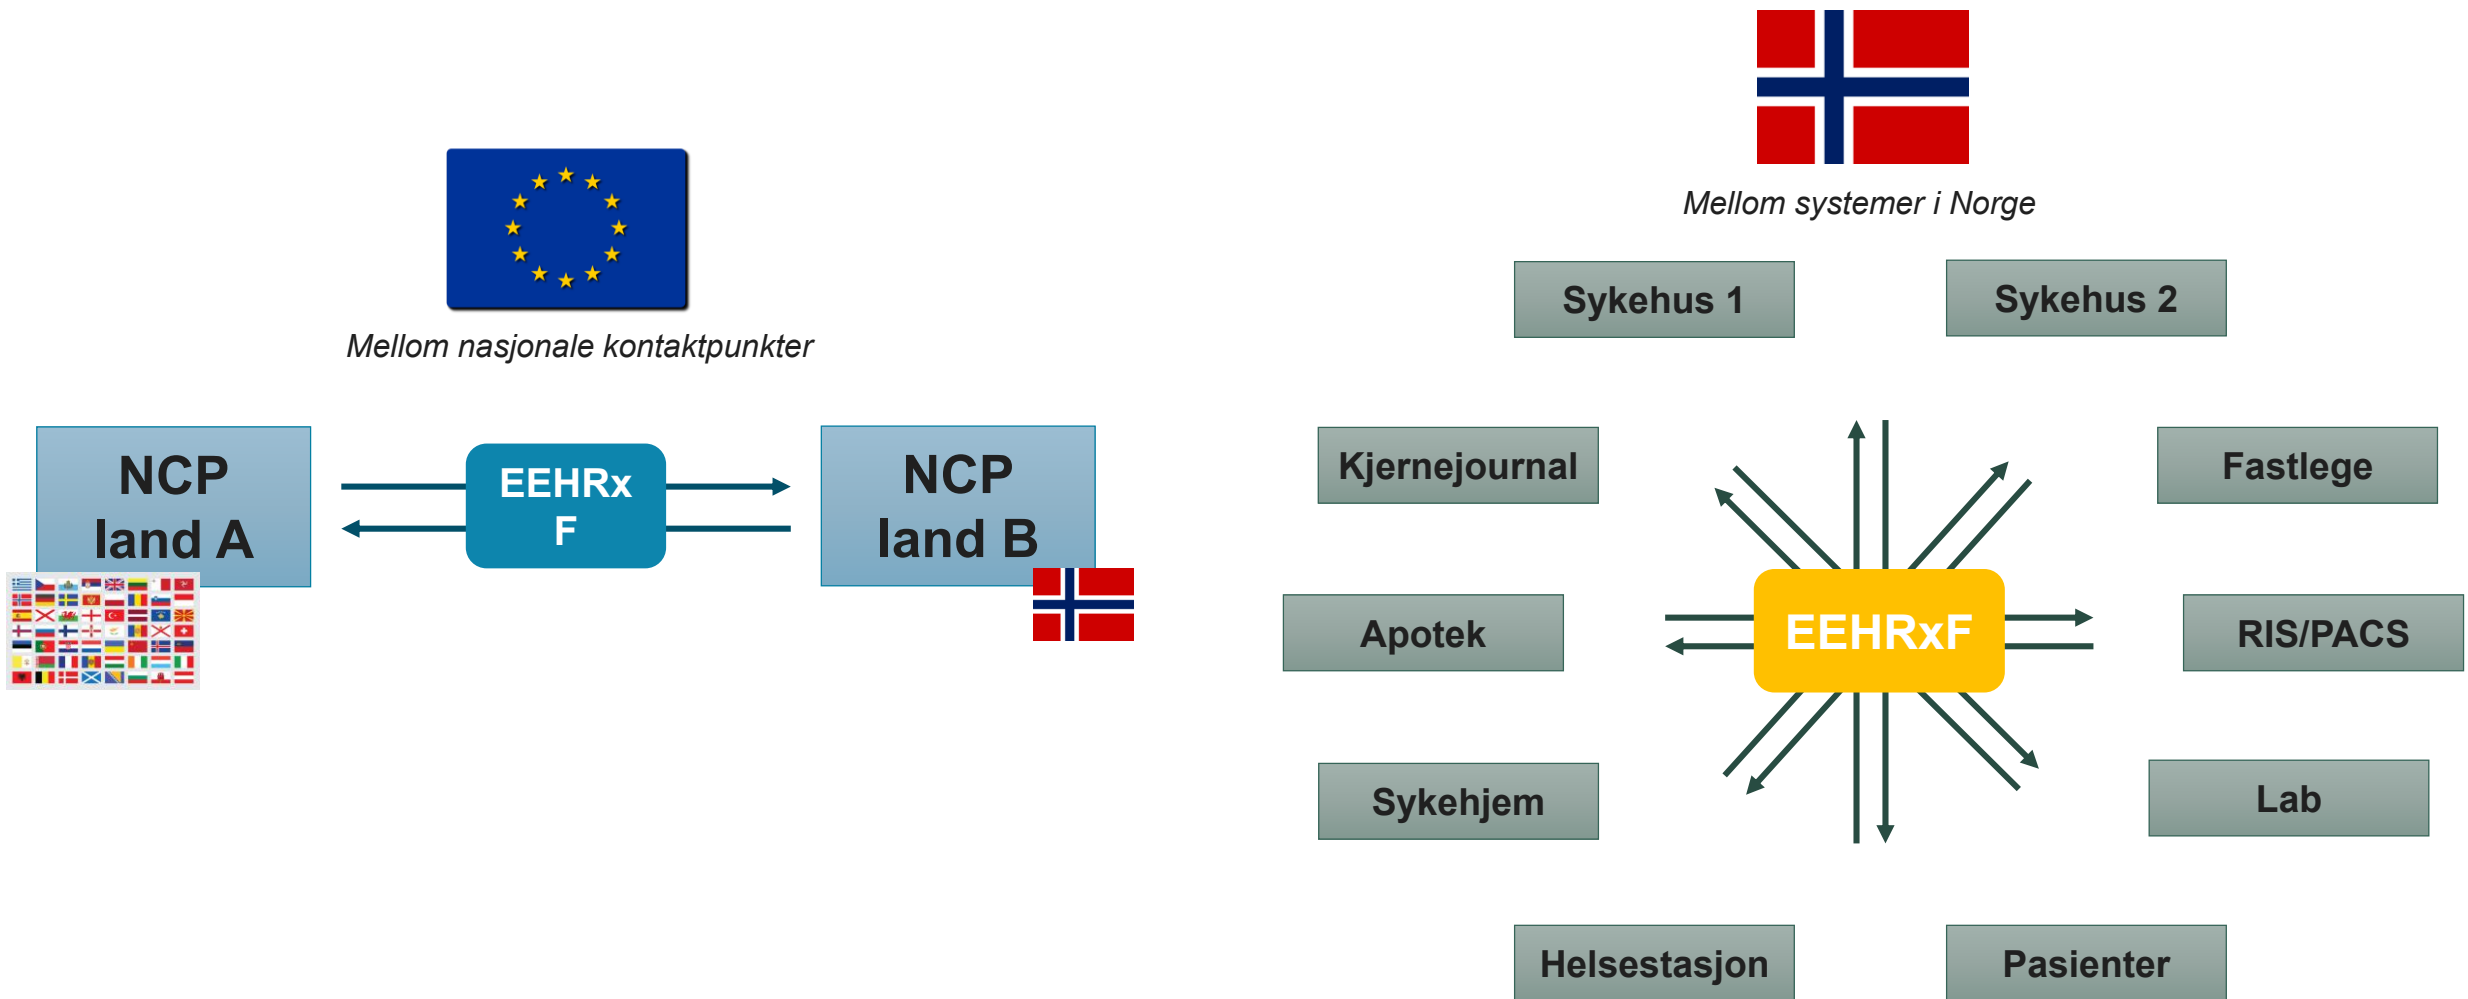 Mellom nasjonale kontaktpunkter
NCP
land A
EEHRx
F
NCP
land B
Mellom systemer i Norge
Sykehus 1
Sykehus 2
Kjernejournal
Fastlege
Apotek
EEHRxF
RIS/PACS
Sykehjem
Lab
Helsestasjon
Pasienter